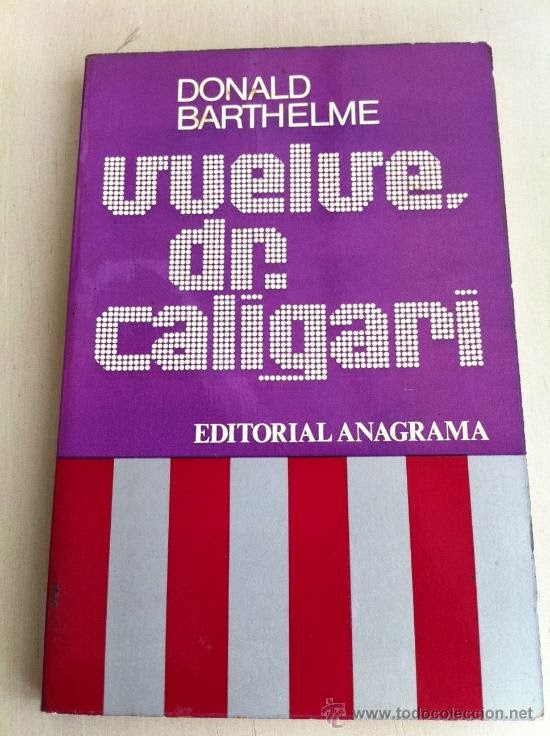 DONALD
BARTHELME
vuelve,
dr.
caligari
EDITORIAL ANAGRAMA
www.todocoleccion.net